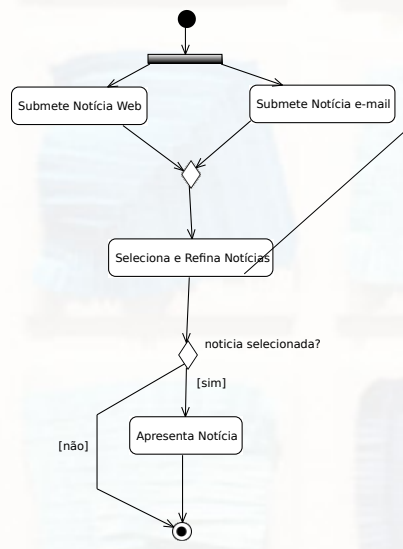 Submete Notícia Web
Submete Notícia e-mail
Seleciona e Refina Notícias
noticia selecionada?
[sim]
[não]
Apresenta Notícia